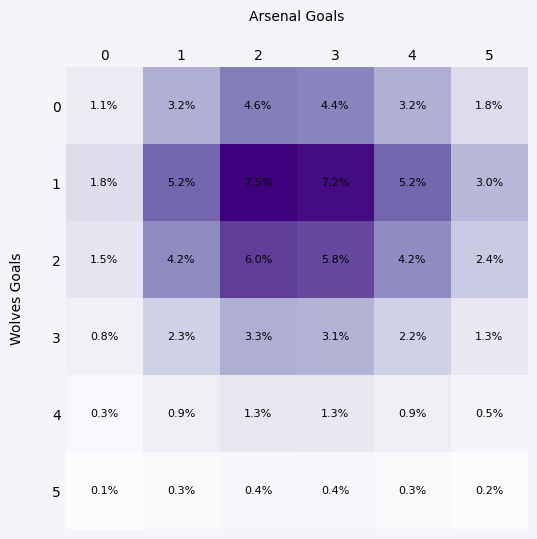 Arsenal Goals
0 1 2 3 4 5
0 1.1% 3.2% 4.6% 4.4% 3.2% 1.8%
1 1.8% 5.2% 7.5% 7.2% 5.2% 3.0%
2 1.5% 4.2% 6.0% 5.8% 4.2% 2.4%
3 0.8% 2.3% 3.3% 3.1% 2.2% 1.3%
4 0.3% 0.9% 1.3% 1.3% 0.9% 0.5%
5 0.1% 0.3% 0.4% 0.4% 0.3% 0.2%
Wolves Goals